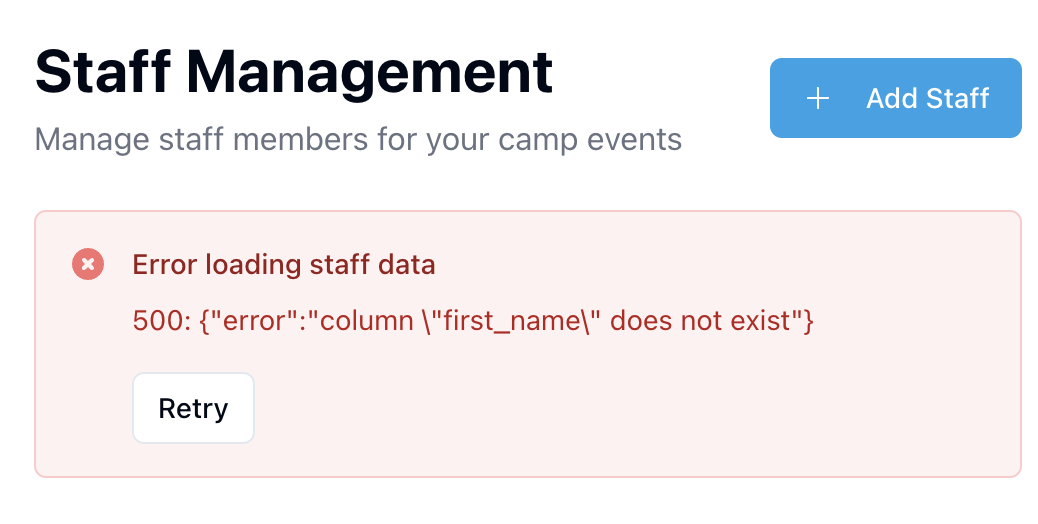 Staff Management
Manage staff members for your camp events
+ Add Staff
Error loading staff data
500: {"error":"column \"first_name\" does not exist"}
Retry